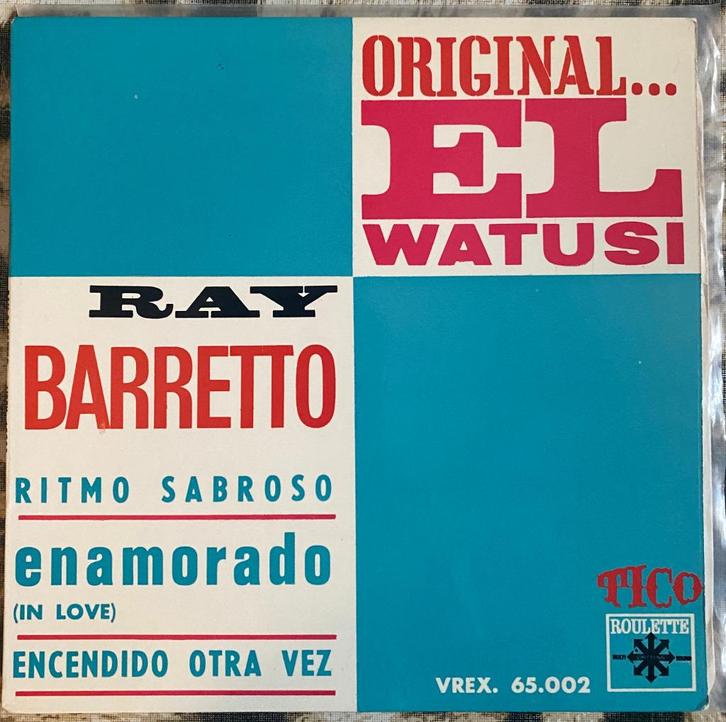 ORIGINAL...
EL
WATUSI
RAY
BARRETTO
RITMO SABROSO
enamorado
(IN LOVE)
ENCENDIDO OTRA VEZ
TICO
ROULETTE
VREX. 65.002